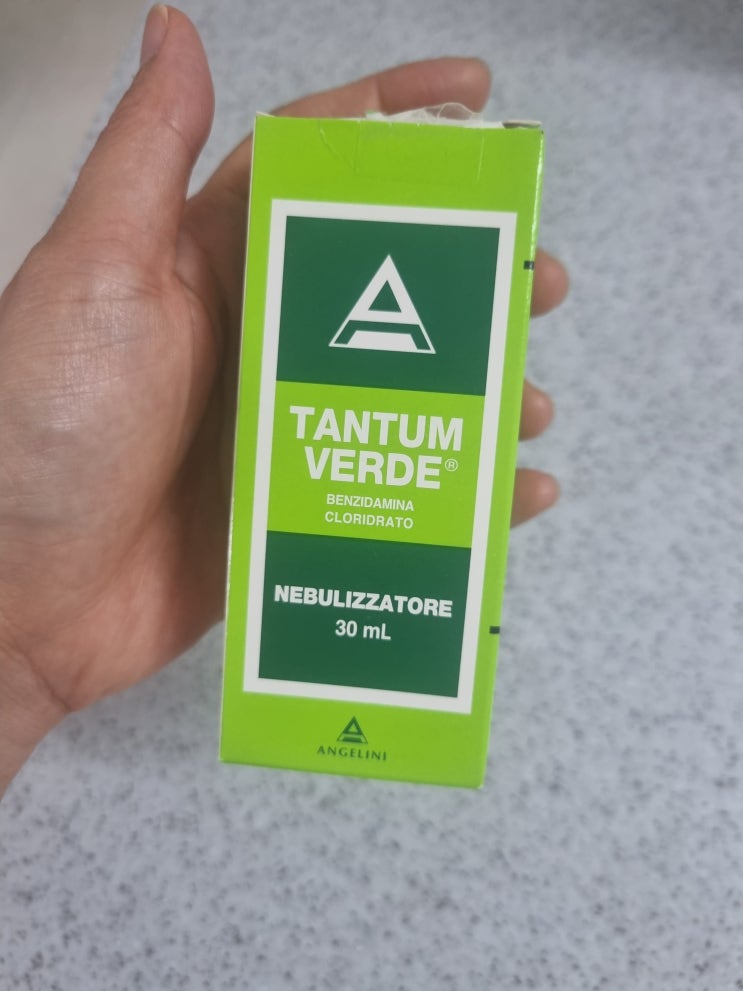 TANTUM
VERDE®
BENZIDAMINA
CLORIDRATO
NEBULIZZATORE
30 mL
ANGELINI